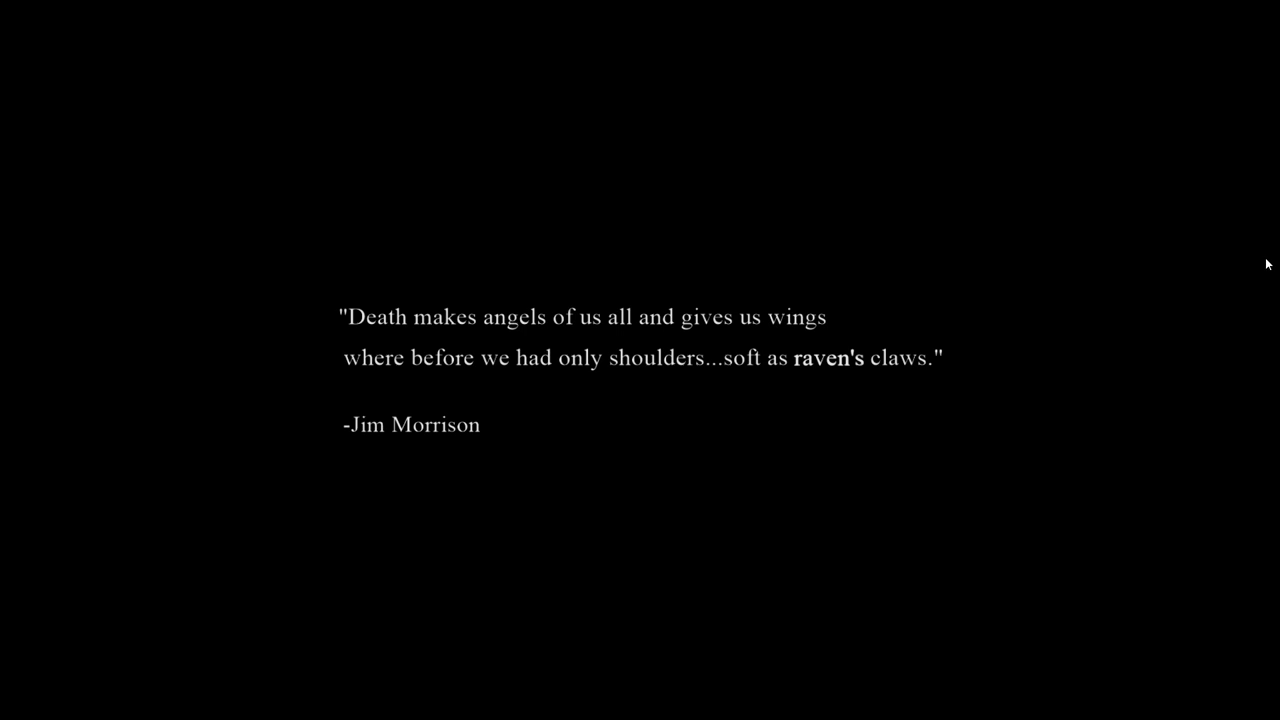 "Death makes angels of us all and gives us wings
where before we had only shoulders...soft as raven's claws."
-Jim Morrison